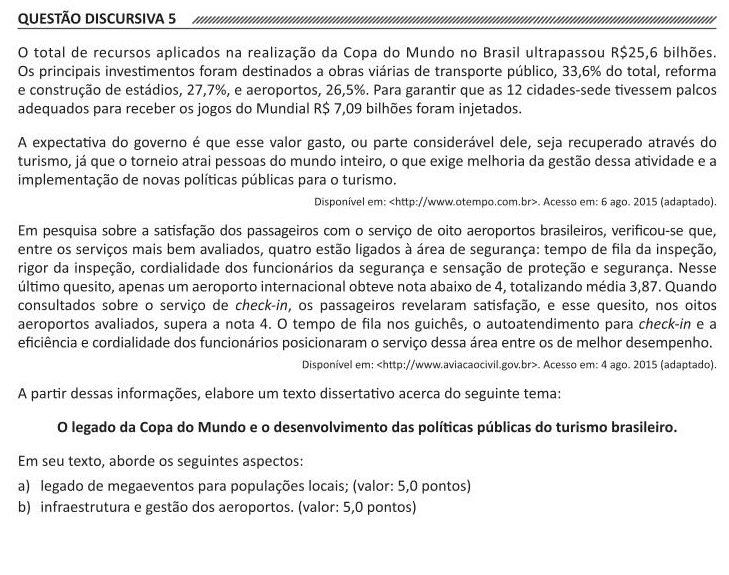 QUESTÃO DISCURSIVA 5
O total de recursos aplicados na realização da Copa do Mundo no Brasil ultrapassou R$25,6 bilhões.
Os principais investimentos foram destinados a obras viárias de transporte público, 33,6% do total, reforma
e construção de estádios, 27,7%, e aeroportos, 26,5%. Para garantir que as 12 cidades-sede tivessem palcos
adequados para receber os jogos do Mundial R$ 7,09 bilhões foram injetados.
A expectativa do governo é que esse valor gasto, ou parte considerável dele, seja recuperado através do
turismo, já que o torneio atrai pessoas do mundo inteiro, o que exige melhoria da gestão dessa atividade e a
implementação de novas políticas públicas para o turismo.
Disponível em: <http://www.otempo.com.br>. Acesso em: 6 ago. 2015 (adaptado).
Em pesquisa sobre a satisfação dos passageiros com o serviço de oito aeroportos brasileiros, verificou-se que,
entre os serviços mais bem avaliados, quatro estão ligados à área de segurança: tempo de fila da inspeção,
rigor da inspeção, cordialidade dos funcionários da segurança e sensação de proteção e segurança. Nesse
último quesito, apenas um aeroporto internacional obteve nota abaixo de 4, totalizando média 3,87. Quando
consultados sobre o serviço de check-in, os passageiros revelaram satisfação, e esse quesito, nos oitos
aeroportos avaliados, supera a nota 4. O tempo de fila nos guichês, o autoatendimento para check-in e a
eficiência e cordialidade dos funcionários posicionaram o serviço dessa área entre os de melhor desempenho.
Disponível em: <http://www.aviacaocivil.gov.br>. Acesso em: 4 ago. 2015 (adaptado).
A partir dessas informações, elabore um texto dissertativo acerca do seguinte tema:
O legado da Copa do Mundo e o desenvolvimento das políticas públicas do turismo brasileiro.
Em seu texto, aborde os seguintes aspectos:
a) legado de megaeventos para populações locais; (valor: 5,0 pontos)
b) infraestrutura e gestão dos aeroportos. (valor: 5,0 pontos)